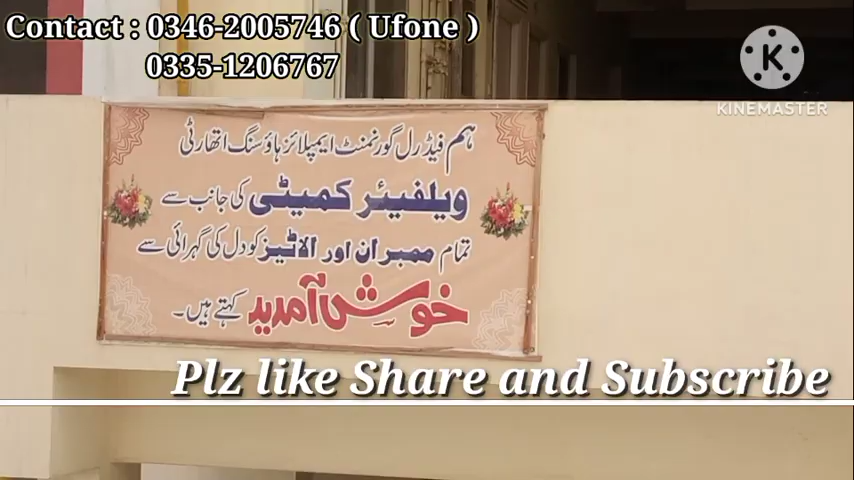 Contact : 0346-2005746 ( Ufone )
0335-1206767
KINEMASTER
ہم فیڈرل گورنمنٹ ایمپلائز ہاؤسنگ اتھارٹی
ویلفیئر کمیٹی کی جانب سے
تمام ممبران اور الاٹیز کو دل کی گہرائی سے
خوش آمدید کہتے ہیں۔
Plz like Share and Subscribe